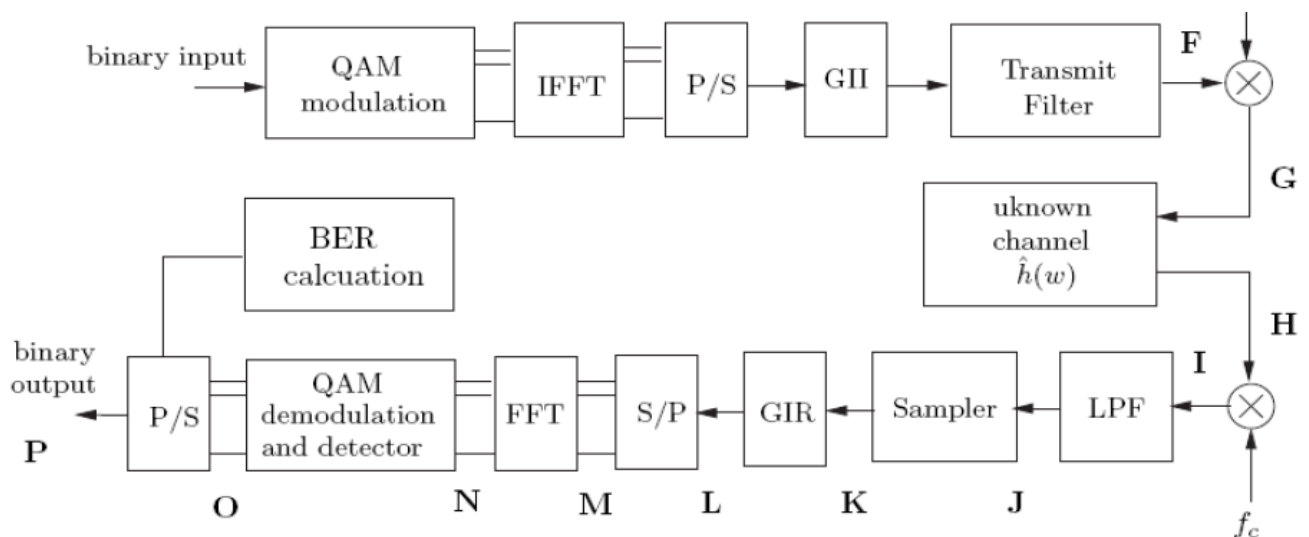 binary input
QAM
modulation
IFFT
P/S
GII
Transmit
Filter
F
G
uknown
channel
ĥ(w)
H
BER
calcuation
binary
output
P/S
QAM
demodulation
and detector
FFT
S/P
GIR
Sampler
LPF
I
P
O
N
M
L
K
J
f_c